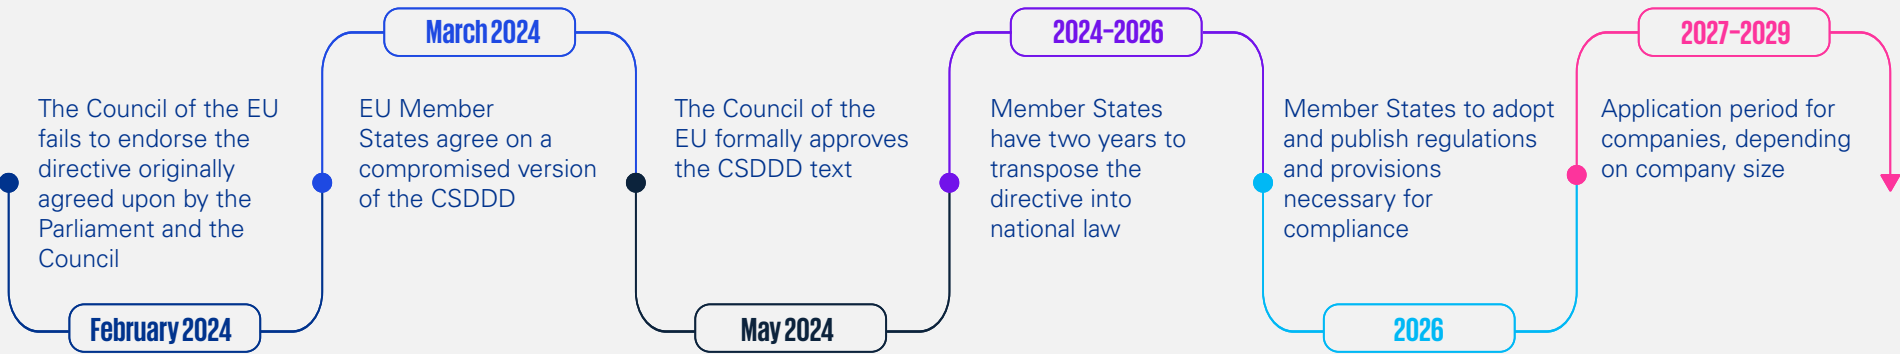 The Council of the EU
fails to endorse the
directive originally
agreed upon by the
Parliament and the
Council
February 2024
March 2024
EU Member
States agree on a
compromised version
of the CSDDD
The Council of the
EU formally approves
the CSDDD text
May 2024
2024–2026
Member States
have two years to
transpose the
directive into
national law
Member States to adopt
and publish regulations
and provisions
necessary for
compliance
2026
2027–2029
Application period for
companies, depending
on company size